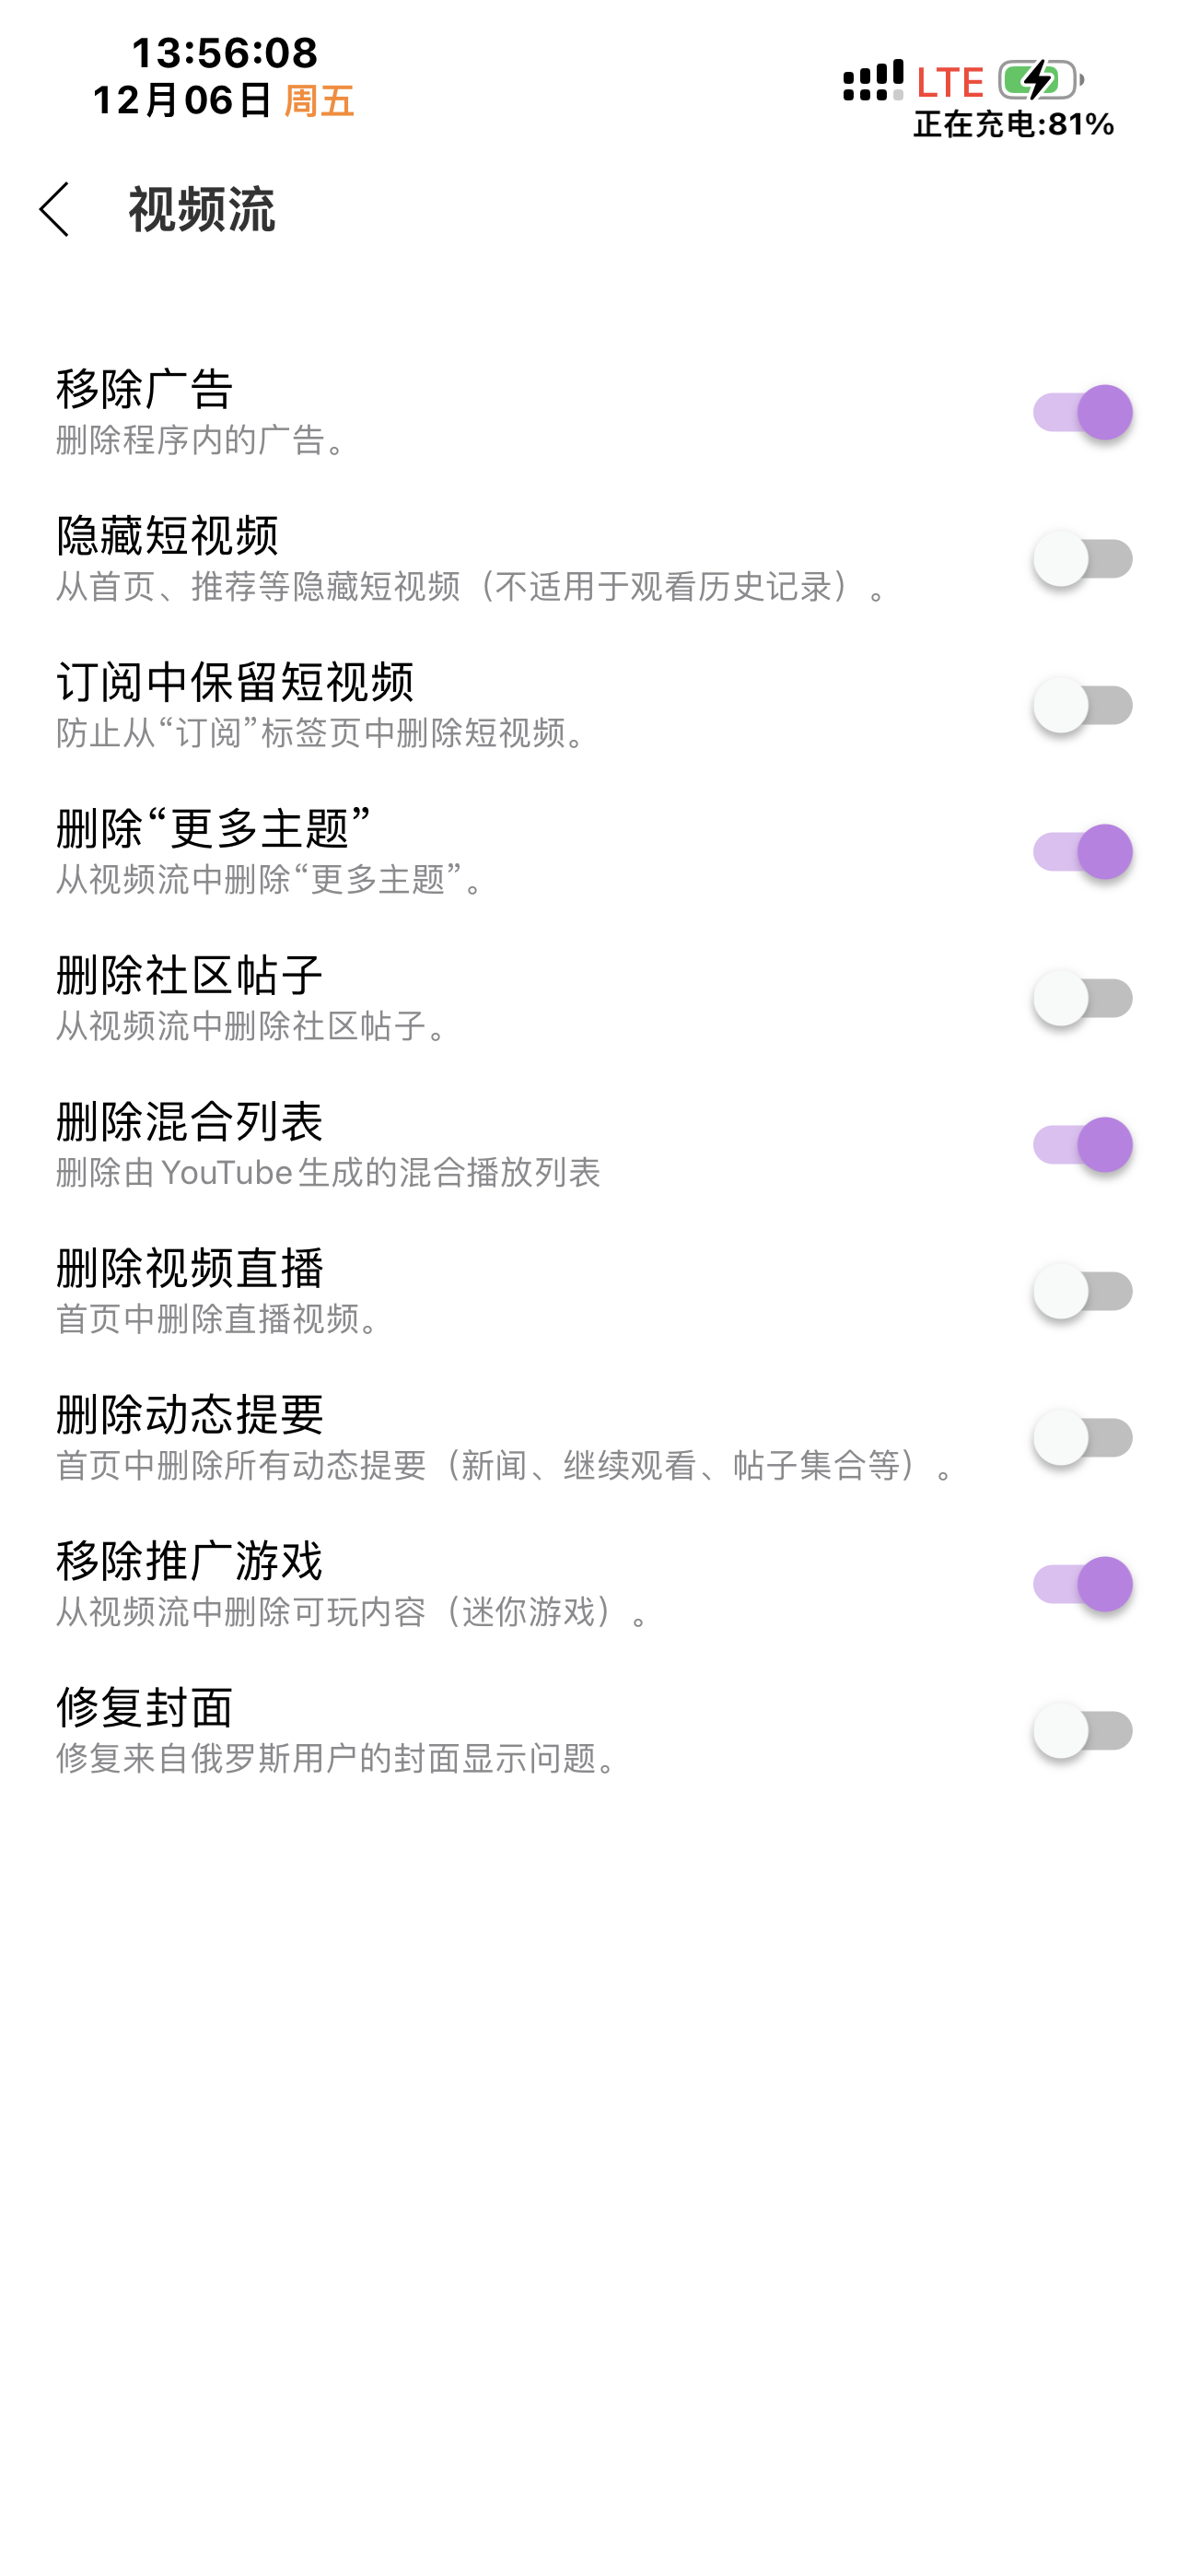 13:56:08
12月06日 周五
LTE
正在充电:81%
视频流
移除广告
删除程序内的广告。
隐藏短视频
从首页、推荐等隐藏短视频（不适用于观看历史记录）。
订阅中保留短视频
防止从“订阅”标签页中删除短视频。
删除“更多主题”
从视频流中删除“更多主题”。
删除社区帖子
从视频流中删除社区帖子。
删除混合列表
删除由 YouTube 生成的混合播放列表
删除视频直播
首页中删除直播视频。
删除动态提要
首页中删除所有动态提要（新闻、继续观看、帖子集合等）。
移除推广游戏
从视频流中删除可玩内容（迷你游戏）。
修复封面
修复来自俄罗斯用户的封面显示问题。